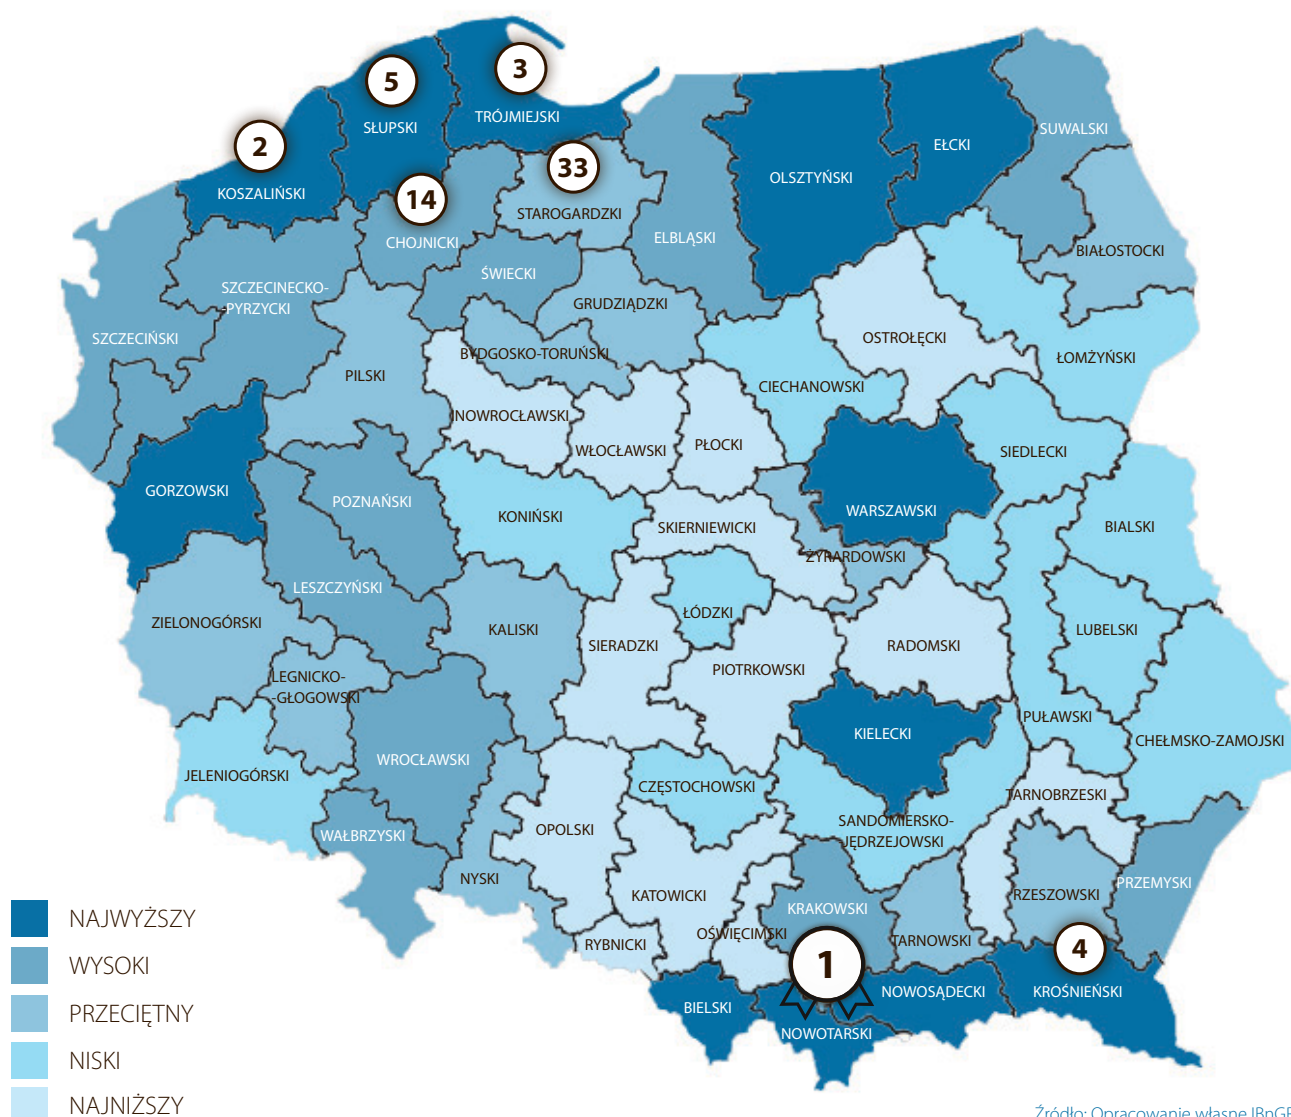 3
5
TRÓJMIEJSKI
SŁUPSKI
SUWALSKI
2
EŁCKI
33
OLSZTYŃSKI
KOSZALIŃSKI
14
STAROGARDZKI
ELBLĄSKI
CHOJNICKI
BIAŁOSTOCKI
ŚWIECKI
SZCZECINECKO-
-PYRZYCKI
GRUDZIĄDZKI
SZCZECIŃSKI
OSTROŁĘCKI
BYDGOSKO-TORUŃSKI
ŁOMŻYŃSKI
PILSKI
CIECHANOWSKI
INOWROCŁAWSKI
WŁOCŁAWSKI
PŁOCKI
SIEDLECKI
GORZOWSKI
POZNAŃSKI
WARSZAWSKI
KONIŃSKI
SKIERNIEWICKI
BIALSKI
ŻYRARDOWSKI
LESZCZYŃSKI
ŁÓDZKI
ZIELONOGÓRSKI
KALISKI
LUBELSKI
SIERADZKI
RADOMSKI
PIOTRKOWSKI
LEGNICKO-
-GŁOGOWSKI
PUŁAWSKI
KIELECKI
CHEŁMSKO-ZAMOJSKI
WROCŁAWSKI
JELENIOGÓRSKI
CZĘSTOCHOWSKI
TARNOBRZESKI
SANDOMIERSKO-
-JĘDRZEJOWSKI
OPOLSKI
WAŁBRZYSKI
NYSKI
PRZEMYSKI
KATOWICKI
RZESZOWSKI
KRAKOWSKI
OŚWIĘCIMSKI
TARNOWSKI
RYBNICKI
4
1
NOWOSĄDECKI
KROŚNIEŃSKI
BIELSKI
NOWOTARSKI
NAJWYŻSZY
WYSOKI
PRZECIĘTNY
NISKI
NAJNIŻSZY
Źródło: Opracowanie własne